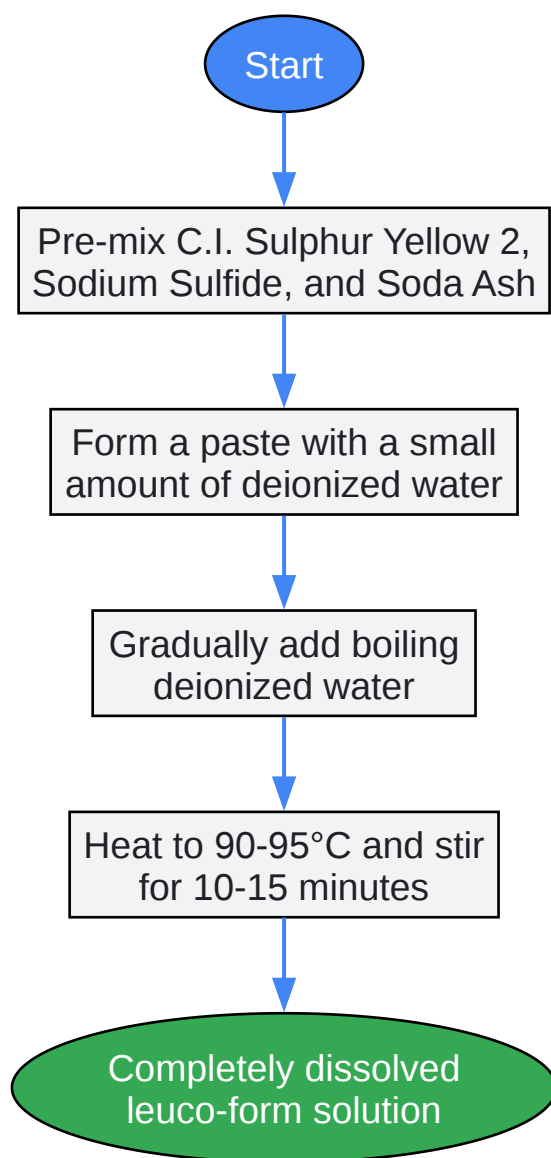 Start
Pre-mix C.I. Sulphur Yellow 2,
Sodium Sulfide, and Soda Ash
Form a paste with a small
amount of deionized water
Gradually add boiling
deionized water
Heat to 90-95°C and stir
for 10-15 minutes
Completely dissolved
leuco-form solution